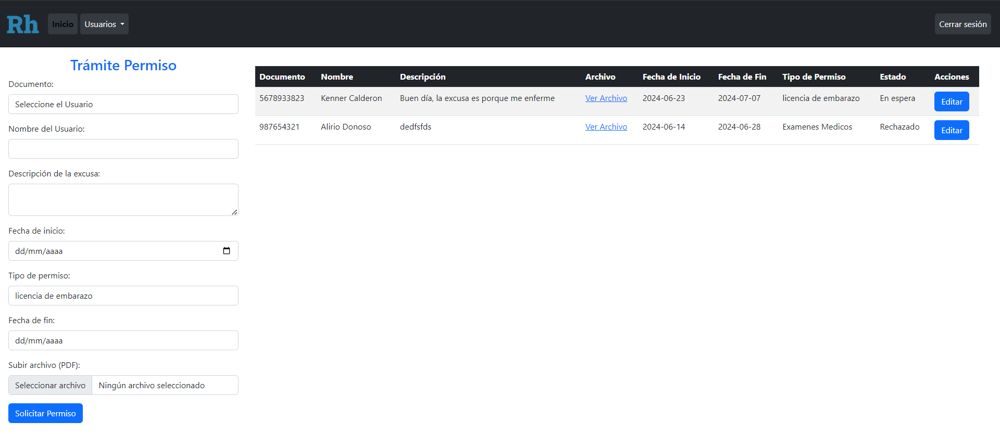 Rh Inicio Usuarios Cerrar sesión
Trámite Permiso
Documento:
Seleccione el Usuario
Nombre del Usuario:
Descripción de la excusa:
Fecha de inicio:
dd/mm/aaaa
Tipo de permiso:
licencia de embarazo
Fecha de fin:
dd/mm/aaaa
Subir archivo (PDF):
Seleccionar archivo Ningún archivo seleccionado
Solicitar Permiso
Documento Nombre Descripción Archivo Fecha de Inicio Fecha de Fin Tipo de Permiso Estado Acciones
5678933823 Kenner Calderon Buen día, la excusa es porque me enferme Ver Archivo 2024-06-23 2024-07-07 licencia de embarazo En espera Editar
987654321 Alirio Donoso dedfsfds Ver Archivo 2024-06-14 2024-06-28 Examenes Medicos Rechazado Editar